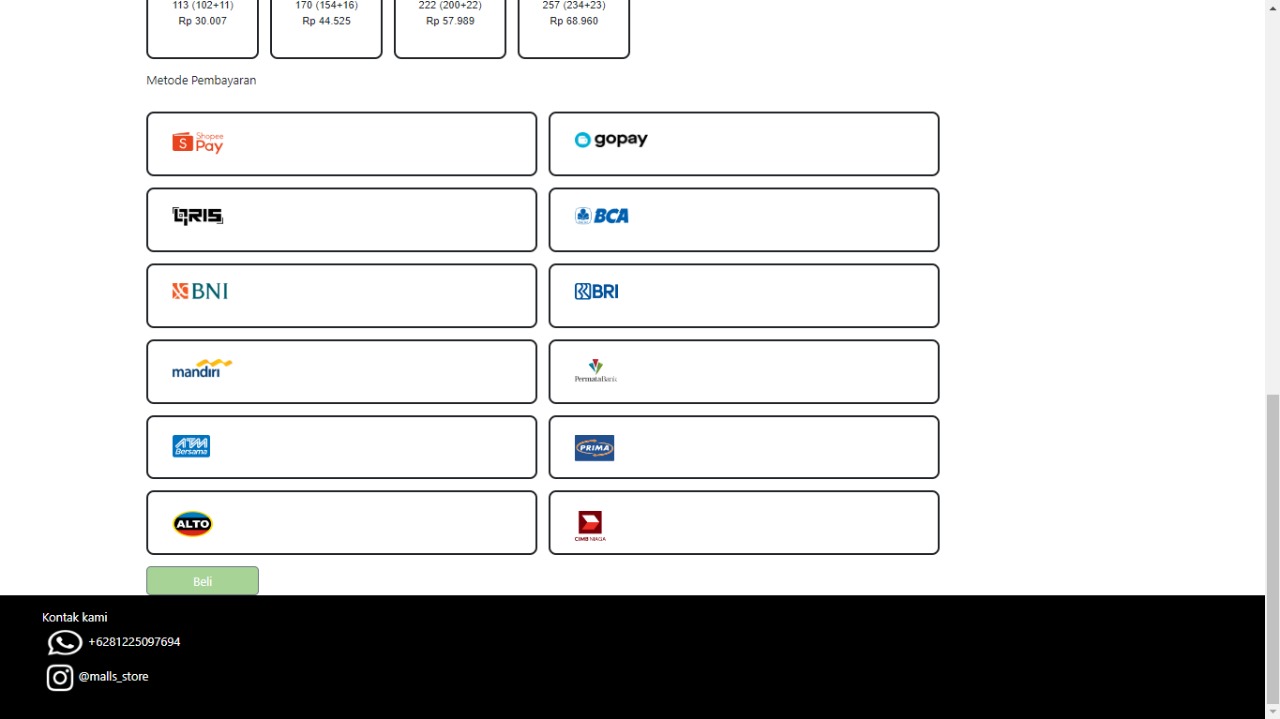 113 (102+11) 170 (154+16) 222 (200+22) 257 (234+23)
Rp 30.007 Rp 44.525 Rp 57.989 Rp 68.960
Metode Pembayaran
S Shopee Pay gopay
QRIS BCA
BNI BRI
mandiri PermataBank
ATM Bersama PRIMA
ALTO CIMB NIAGA
Beli
Kontak kami
+6281225097694
@malls_store